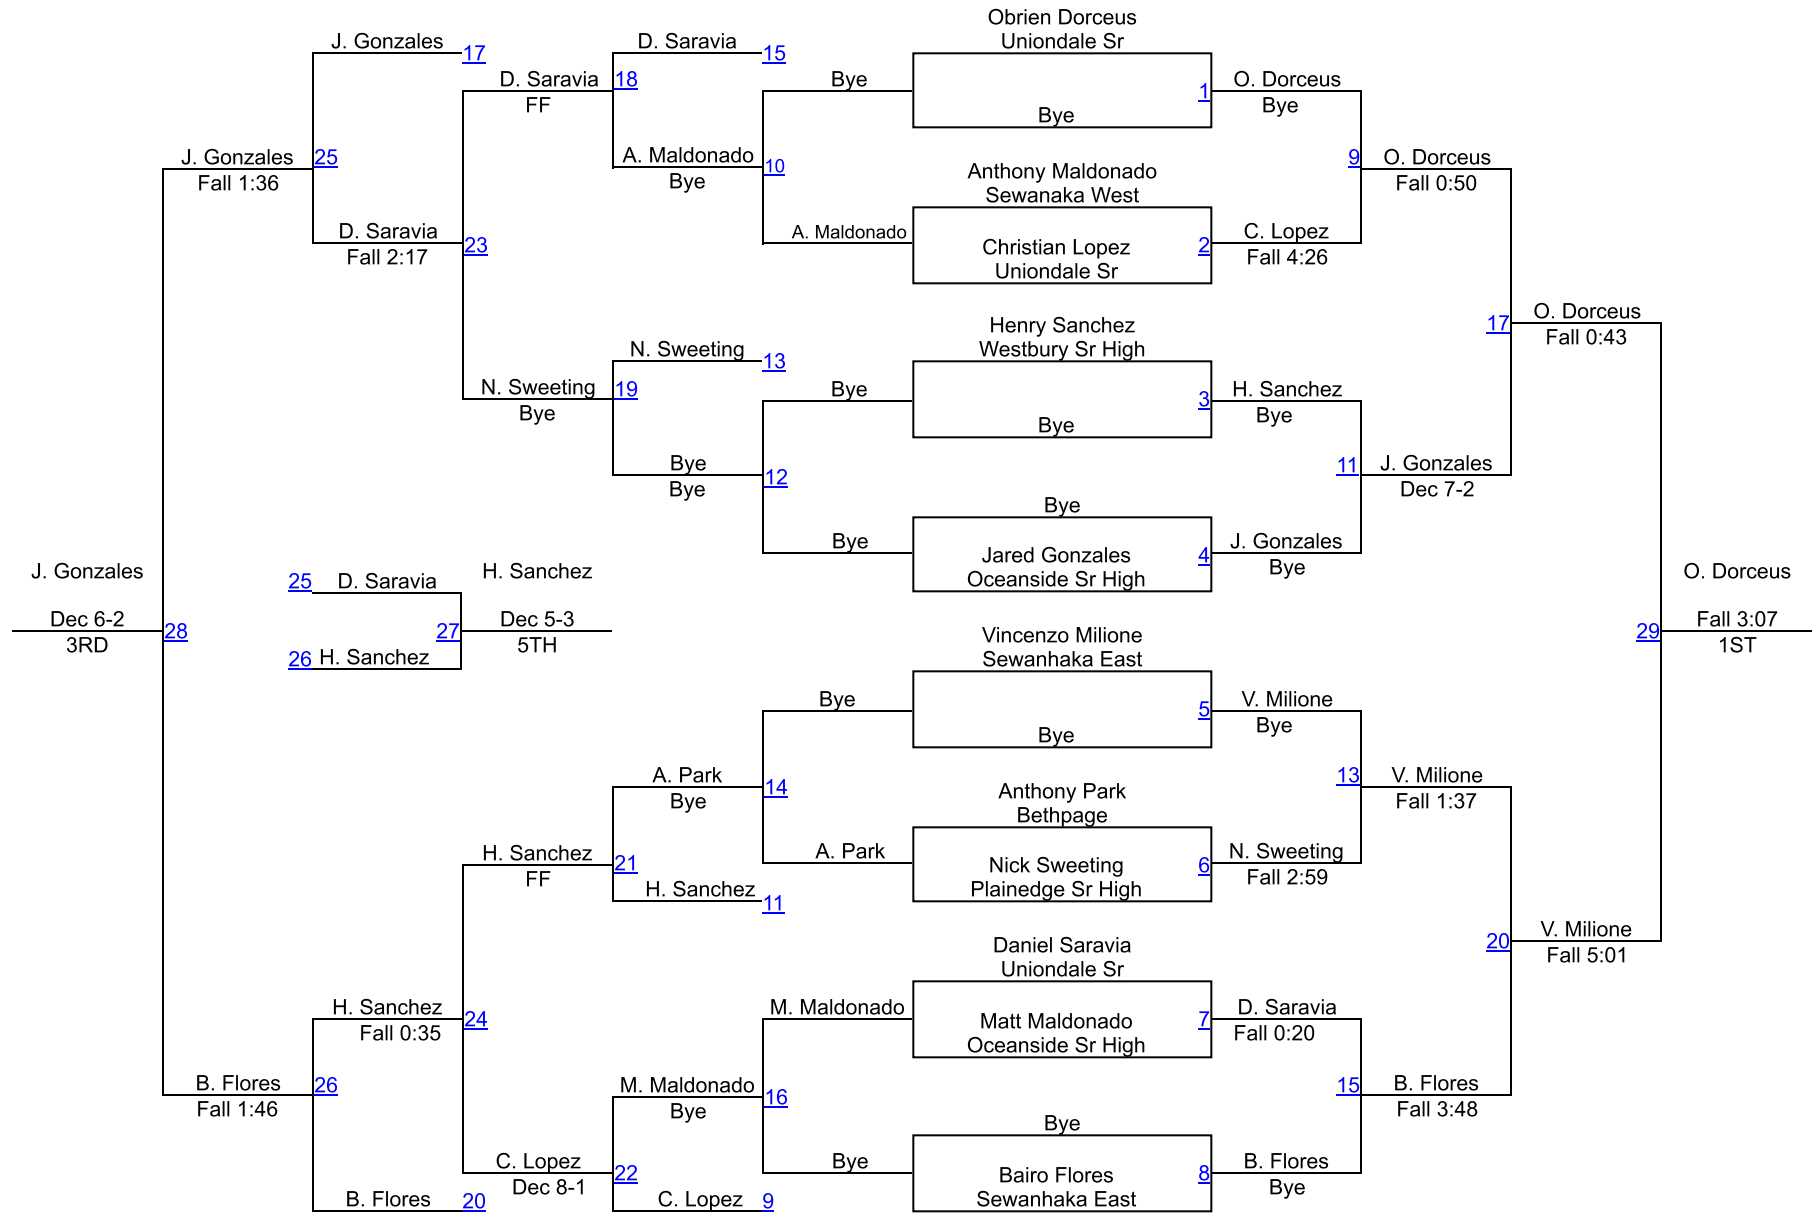 Obrien Dorceus
J. Gonzales
17
D. Saravia
15
Uniondale Sr
D. Saravia
18
Bye
1
O. Dorceus
FF
Bye
Bye
J. Gonzales
25
A. Maldonado
10
Anthony Maldonado
9
O. Dorceus
Fall 1:36
Bye
Sewanaka West
Fall 0:50
D. Saravia
23
A. Maldonado
Christian Lopez
2
C. Lopez
Fall 2:17
Uniondale Sr
Fall 4:26
17
O. Dorceus
Henry Sanchez
Fall 0:43
N. Sweeting
13
Westbury Sr High
N. Sweeting
19
Bye
3
H. Sanchez
Bye
Bye
Bye
Bye
12
11
J. Gonzales
Bye
Dec 7-2
Bye
Bye
Jared Gonzales
4
J. Gonzales
Oceanside Sr High
Bye
J. Gonzales
25
D. Saravia
H. Sanchez
O. Dorceus
Dec 6-2
28
27
Dec 5-3
29
Fall 3:07
3RD
26
H. Sanchez
5TH
1ST
Vincenzo Milione
Sewanhaka East
Bye
5
V. Milione
Bye
Bye
A. Park
14
13
V. Milione
Bye
Anthony Park
Fall 1:37
Bethpage
H. Sanchez
21
A. Park
Nick Sweeting
6
N. Sweeting
FF
H. Sanchez
11
Plainedge Sr High
Fall 2:59
20
V. Milione
Daniel Saravia
Fall 5:01
Uniondale Sr
H. Sanchez
24
M. Maldonado
Matt Maldonado
7
D. Saravia
Fall 0:35
Oceanside Sr High
Fall 0:20
B. Flores
26
M. Maldonado
16
15
B. Flores
Fall 1:46
Bye
Fall 3:48
Bye
C. Lopez
22
Bye
Bairo Flores
8
B. Flores
Dec 8-1
Sewanhaka East
Bye
B. Flores
20
C. Lopez
9